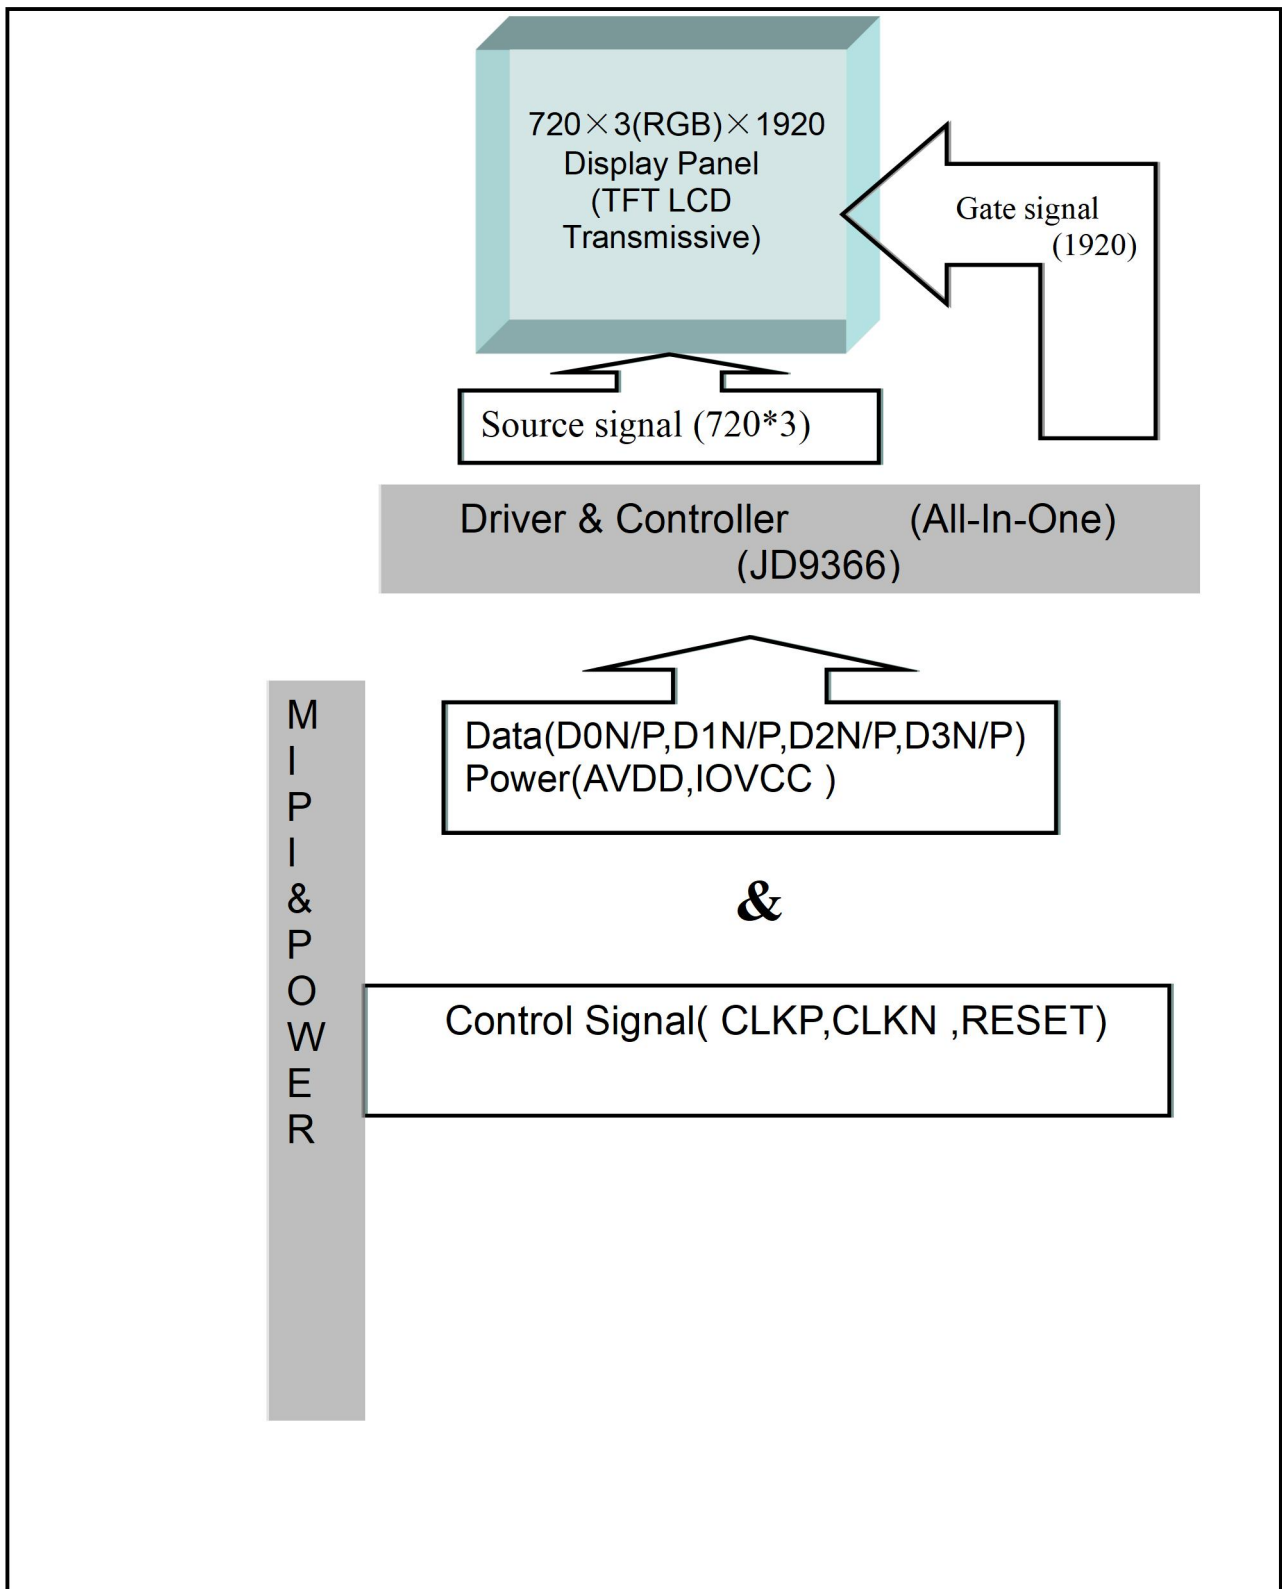 720×3(RGB)×1920
Display Panel
(TFT LCD
Transmissive)
Gate signal
(1920)
Source signal (720*3)
Driver & Controller (All-In-One)
(JD9366)
M
I
P
I
&
P
O
W
E
R
Data(D0N/P,D1N/P,D2N/P,D3N/P)
Power(AVDD,IOVCC )
&
Control Signal( CLKP,CLKN ,RESET)